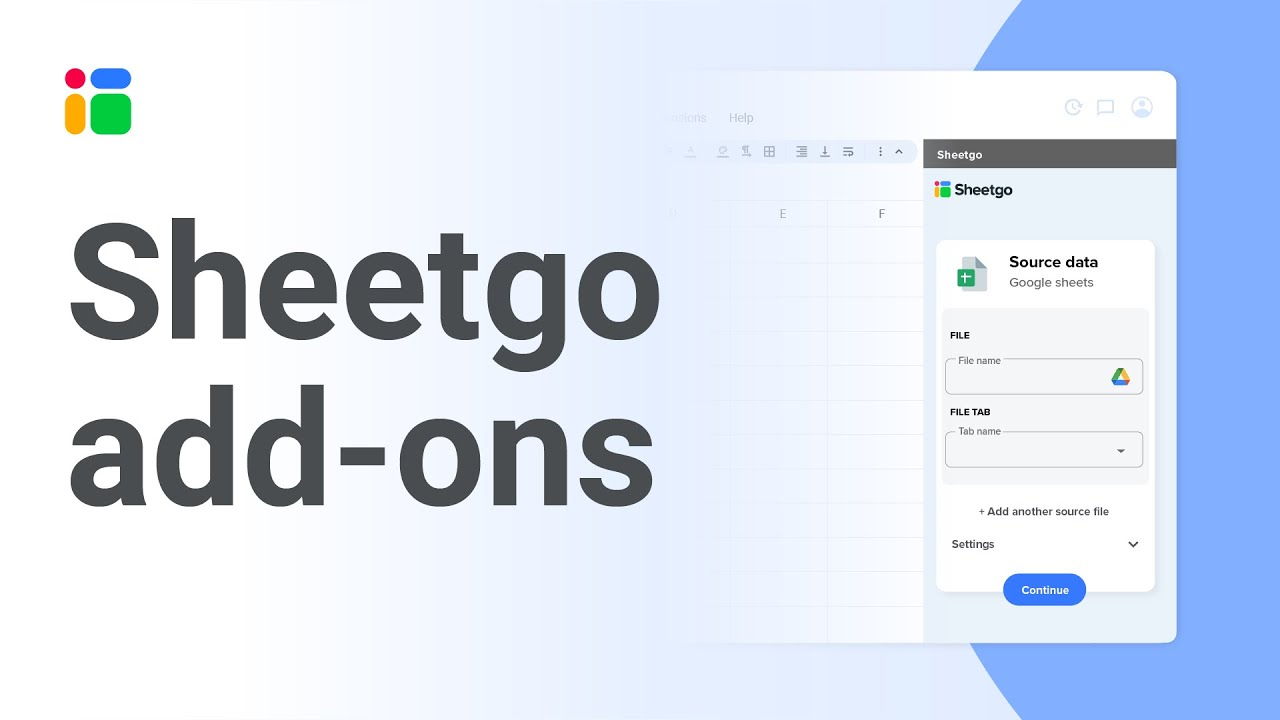 Sheetgo
add-ons
Help
E
F
Sheetgo
Sheetgo
Source data
Google sheets
FILE
File name
FILE TAB
Tab name
+ Add another source file
Settings
Continue